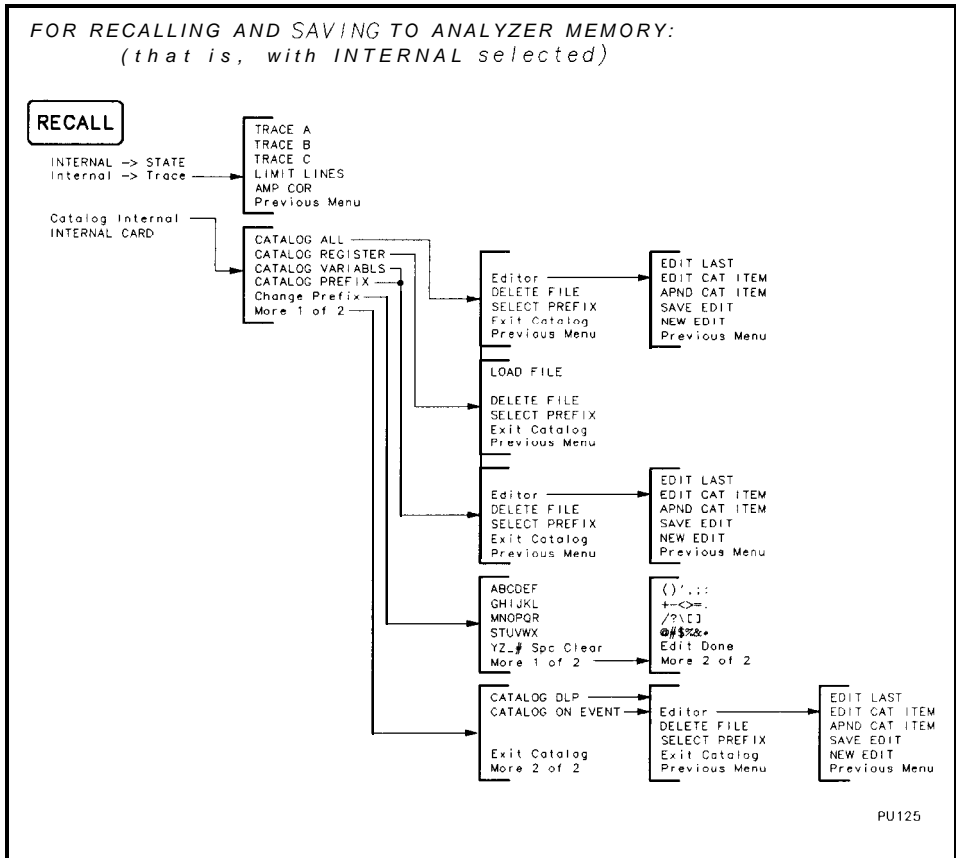 FOR RECALLING AND SAVING TO ANALYZER MEMORY:
(that is, with INTERNAL selected)
RECALL
INTERNAL -> STATE
Internal -> Trace
Catalog Internal
INTERNAL CARD
TRACE A
TRACE B
TRACE C
LIMIT LINES
AMP COR
Previous Menu
CATALOG ALL
CATALOG REGISTER
CATALOG VARIABLS
CATALOG PREFIX
Change Prefix
More 1 of 2
Editor
DELETE FILE
SELECT PREFIX
Exit Catalog
Previous Menu
EDIT LAST
EDIT CAT ITEM
APND CAT ITEM
SAVE EDIT
NEW EDIT
Previous Menu
LOAD FILE
DELETE FILE
SELECT PREFIX
Exit Catalog
Previous Menu
Editor
DELETE FILE
SELECT PREFIX
Exit Catalog
Previous Menu
EDIT LAST
EDIT CAT ITEM
APND CAT ITEM
SAVE EDIT
NEW EDIT
Previous Menu
ABCDEF
GHIJKL
MNOPQR
STUVWX
YZ_# Spc Clear
More 1 of 2
()',;:
+-<>=.
/?\[]
@#$%&*
Edit Done
More 2 of 2
CATALOG DLP
CATALOG ON EVENT
Exit Catalog
More 2 of 2
Editor
DELETE FILE
SELECT PREFIX
Exit Catalog
Previous Menu
EDIT LAST
EDIT CAT ITEM
APND CAT ITEM
SAVE EDIT
NEW EDIT
Previous Menu
PU125